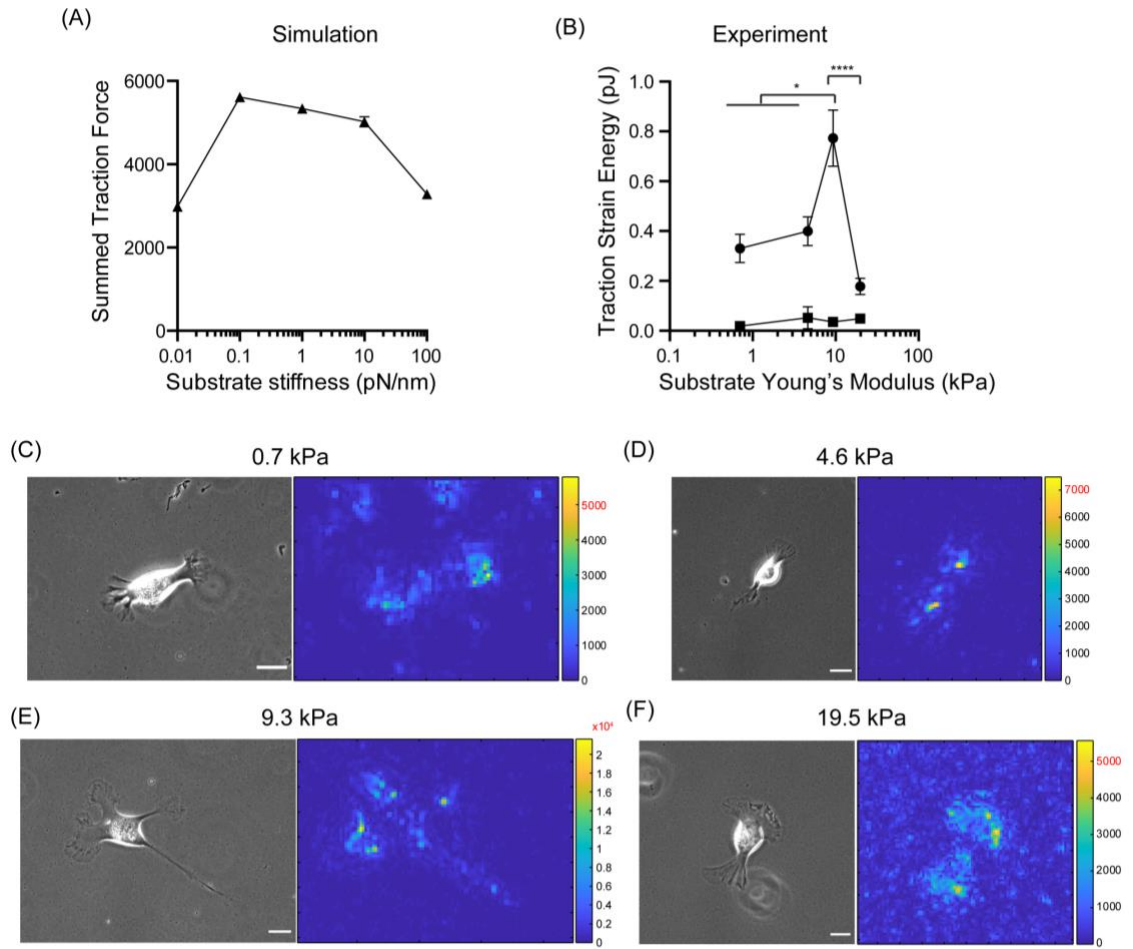 (A)
Simulation
Summed Traction Force
6000
4000
2000
0
0.01 0.1 1 10 100
Substrate stiffness (pN/nm)
(B)
Experiment
Traction Strain Energy (pJ)
* ****
1.0
0.8
0.6
0.4
0.2
0.0
0.1 1 10 100
Substrate Young's Modulus (kPa)
(C)
0.7 kPa
5000
4000
3000
2000
1000
0
(D)
4.6 kPa
7000
6000
5000
4000
3000
2000
1000
0
(E)
9.3 kPa
x10⁴
2
1.8
1.6
1.4
1.2
1
0.8
0.6
0.4
0.2
0
(F)
19.5 kPa
5000
4000
3000
2000
1000
0